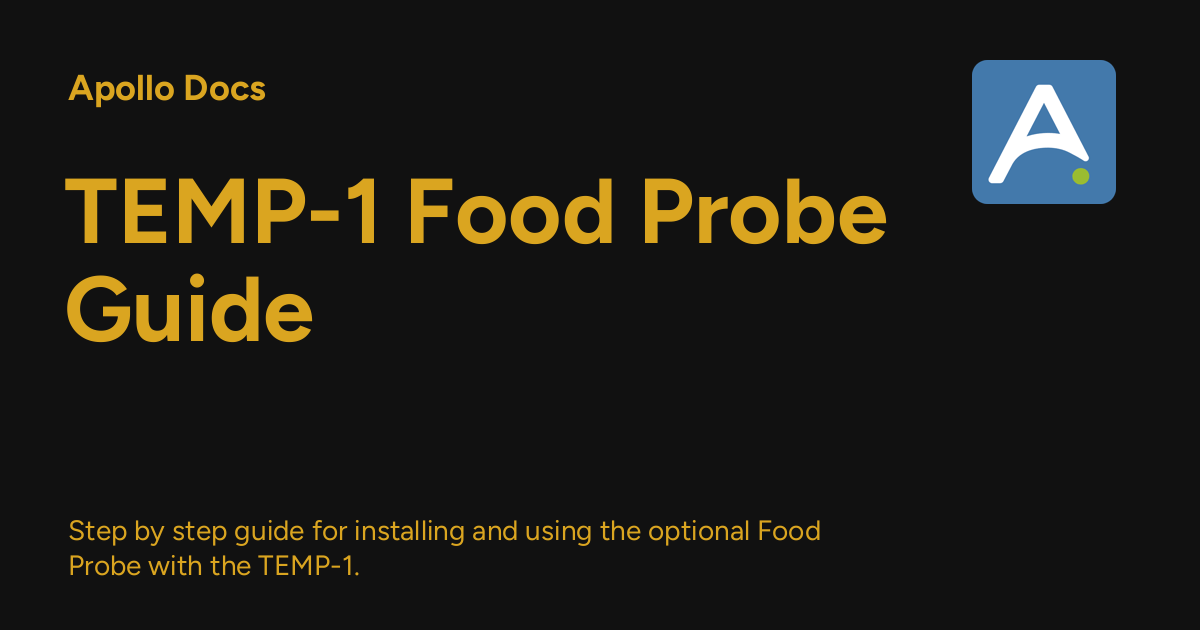 Apollo Docs
TEMP-1 Food Probe
Guide
Step by step guide for installing and using the optional Food
Probe with the TEMP-1.